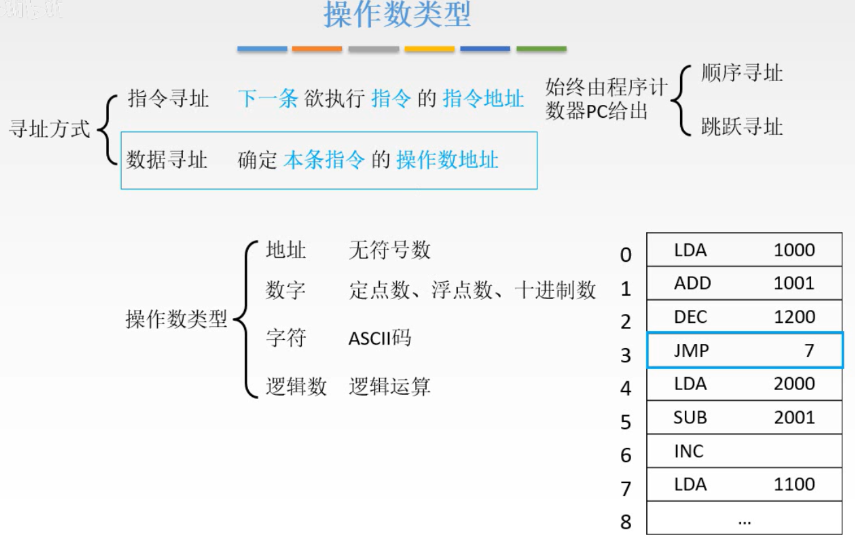 操作数类型
寻址方式
指令寻址 下一条 欲执行 指令 的 指令地址
始终由程序计
数器PC给出
顺序寻址
跳跃寻址
数据寻址 确定 本条指令 的 操作数地址
操作数类型
地址 无符号数
数字 定点数、浮点数、十进制数
字符 ASCII码
逻辑数 逻辑运算
0 LDA 1000
1 ADD 1001
2 DEC 1200
3 JMP 7
4 LDA 2000
5 SUB 2001
6 INC
7 LDA 1100
8 ...